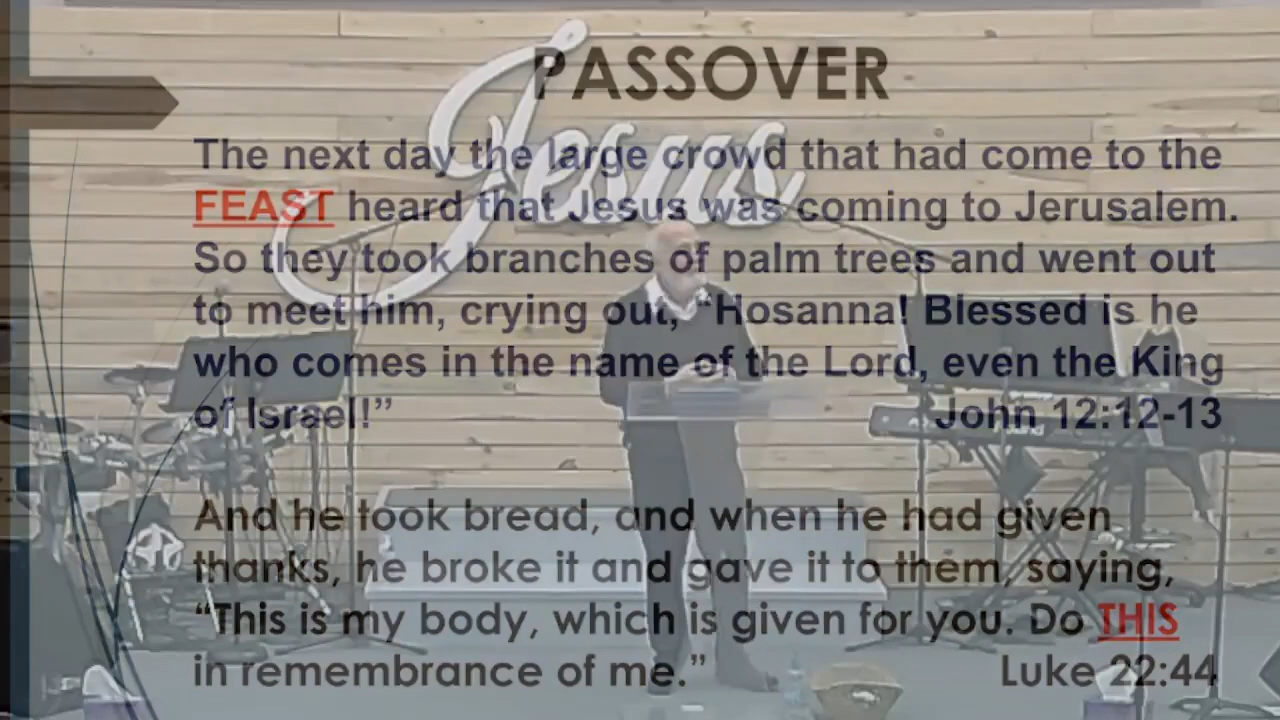 Jesus
PASSOVER
The next day the large crowd that had come to the
FEAST heard that Jesus was coming to Jerusalem.
So they took branches of palm trees and went out
to meet him, crying out, “Hosanna! Blessed is he
who comes in the name of the Lord, even the King
of Israel!” John 12:12-13
And he took bread, and when he had given
thanks, he broke it and gave it to them, saying,
“This is my body, which is given for you. Do THIS
in remembrance of me.” Luke 22:44